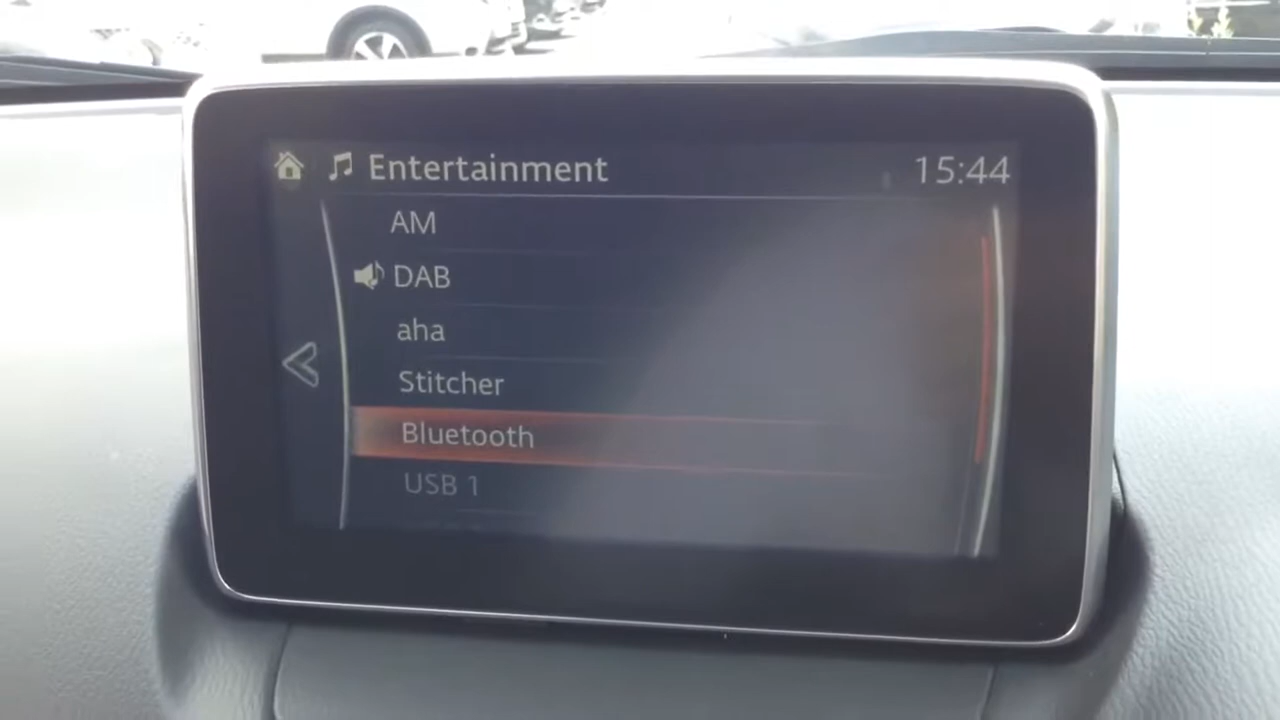 Entertainment 15:44
AM
DAB
aha
Stitcher
Bluetooth
USB 1